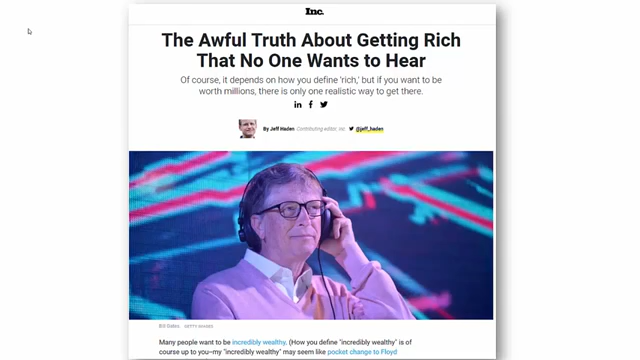 Inc.
The Awful Truth About Getting Rich
That No One Wants to Hear
Of course, it depends on how you define 'rich,' but if you want to be
worth millions, there is only one realistic way to get there.
By Jeff Haden Contributing editor, Inc. @jeff_haden
Bill Gates. GETTY IMAGES
Many people want to be incredibly wealthy. (How you define "incredibly wealthy" is of
course up to you–my "incredibly wealthy" may seem like pocket change to Floyd